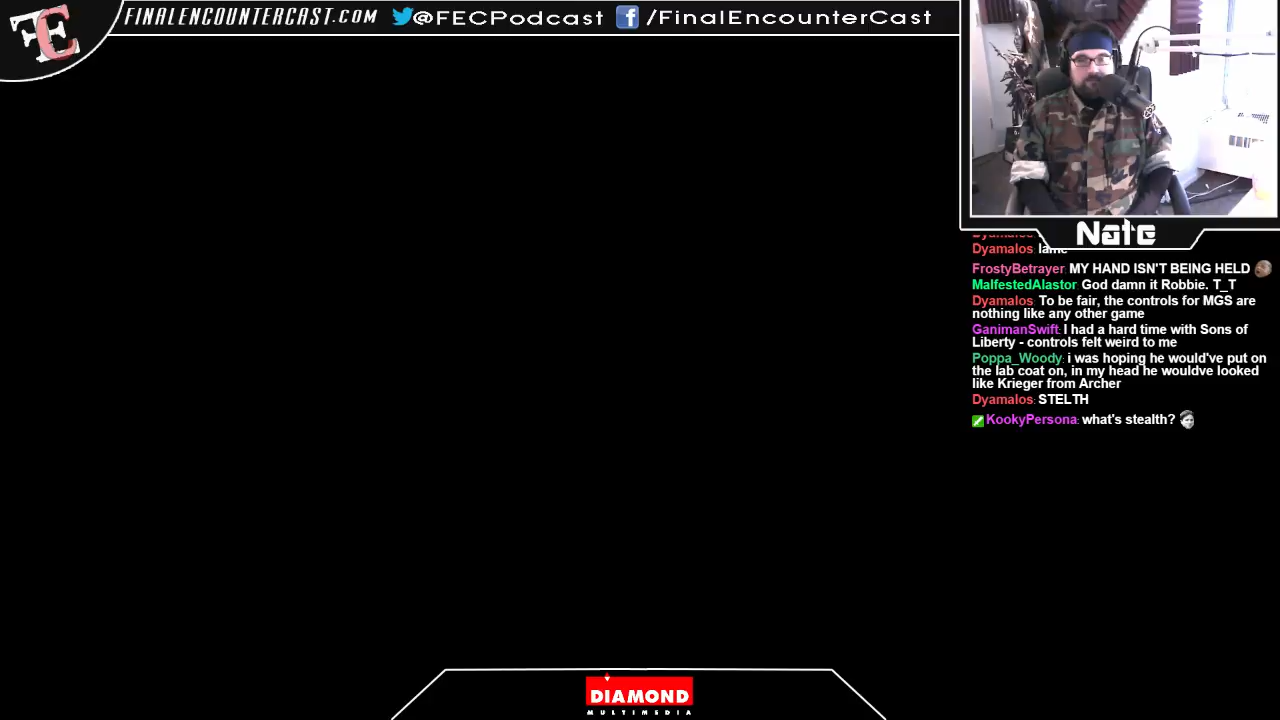 FINALENCOUNTERCAST.COM @FECPodcast /FinalEncounterCast
FEC
Nate
Dyamalos: lame
FrostyBetrayer: MY HAND ISN'T BEING HELD
MalfestedAlastor: God damn it Robbie. T_T
Dyamalos: To be fair, the controls for MGS are
nothing like any other game
GanimanSwift: I had a hard time with Sons of
Liberty - controls felt weird to me
Poppa_Woody: i was hoping he would've put on
the lab coat on, in my head he wouldve looked
like Krieger from Archer
Dyamalos: STELTH
KookyPersona: what's stealth?
DIAMOND
MULTIMEDIA